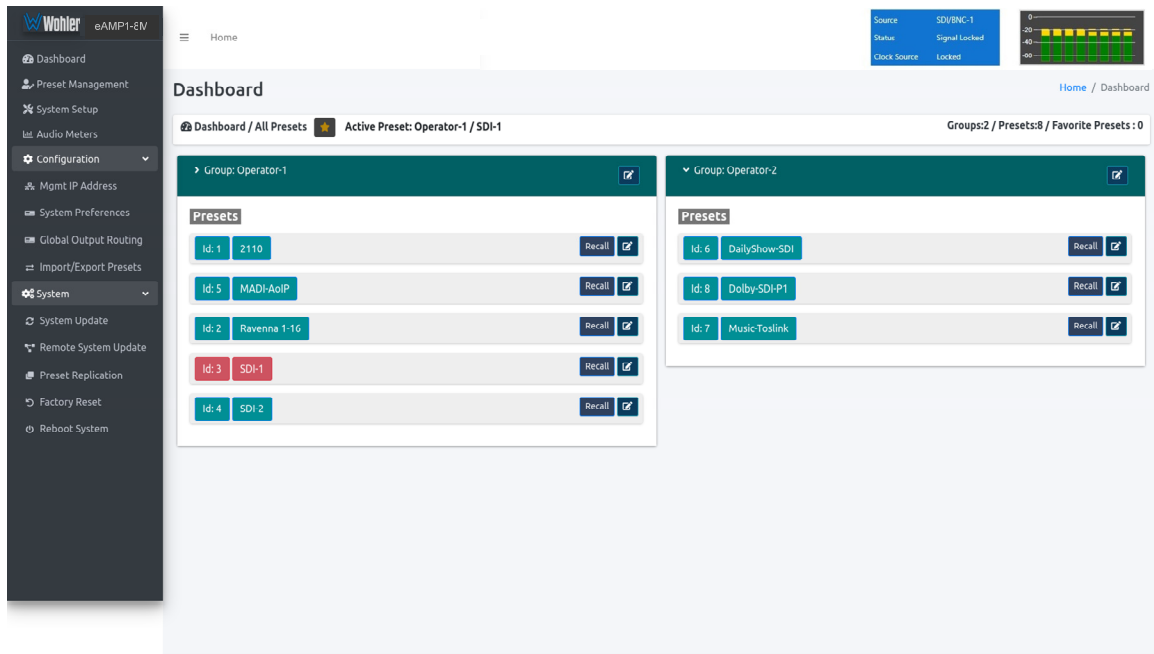 Wohler eAMP1-8M
Dashboard
Preset Management
System Setup
Audio Meters
Configuration
Mgmt IP Address
System Preferences
Global Output Routing
Import/Export Presets
System
System Update
Remote System Update
Preset Replication
Factory Reset
Reboot System
Home
Source SDI/BNC-1
Status Signal Locked
Clock Source Locked
0
-20
-40
-60
Dashboard
Home / Dashboard
Dashboard / All Presets Active Preset: Operator-1 / SDI-1
Groups:2 / Presets:8 / Favorite Presets : 0
Group: Operator-1
Presets
Id: 1 2110 Recall
Id: 5 MADI-AoIP Recall
Id: 2 Ravenna 1-16 Recall
Id: 3 SDI-1 Recall
Id: 4 SDI-2 Recall
Group: Operator-2
Presets
Id: 6 DailyShow-SDI Recall
Id: 8 Dolby-SDI-P1 Recall
Id: 7 Music-Toslink Recall